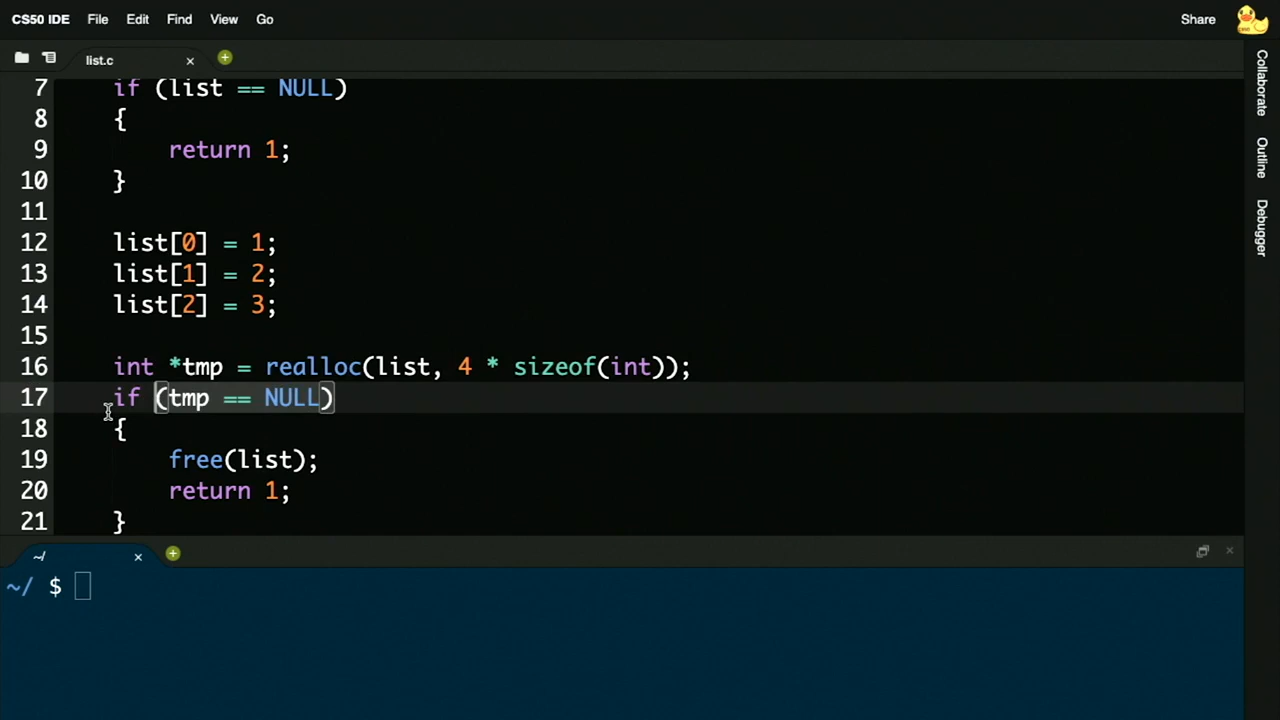 CS50 IDE File Edit Find View Go Share
list.c
7 if (list == NULL)
8 {
9 return 1;
10 }
11
12 list[0] = 1;
13 list[1] = 2;
14 list[2] = 3;
15
16 int *tmp = realloc(list, 4 * sizeof(int));
17 if (tmp == NULL)
18 {
19 free(list);
20 return 1;
21 }
~/
~/ $
Collaborate
Outline
Debugger